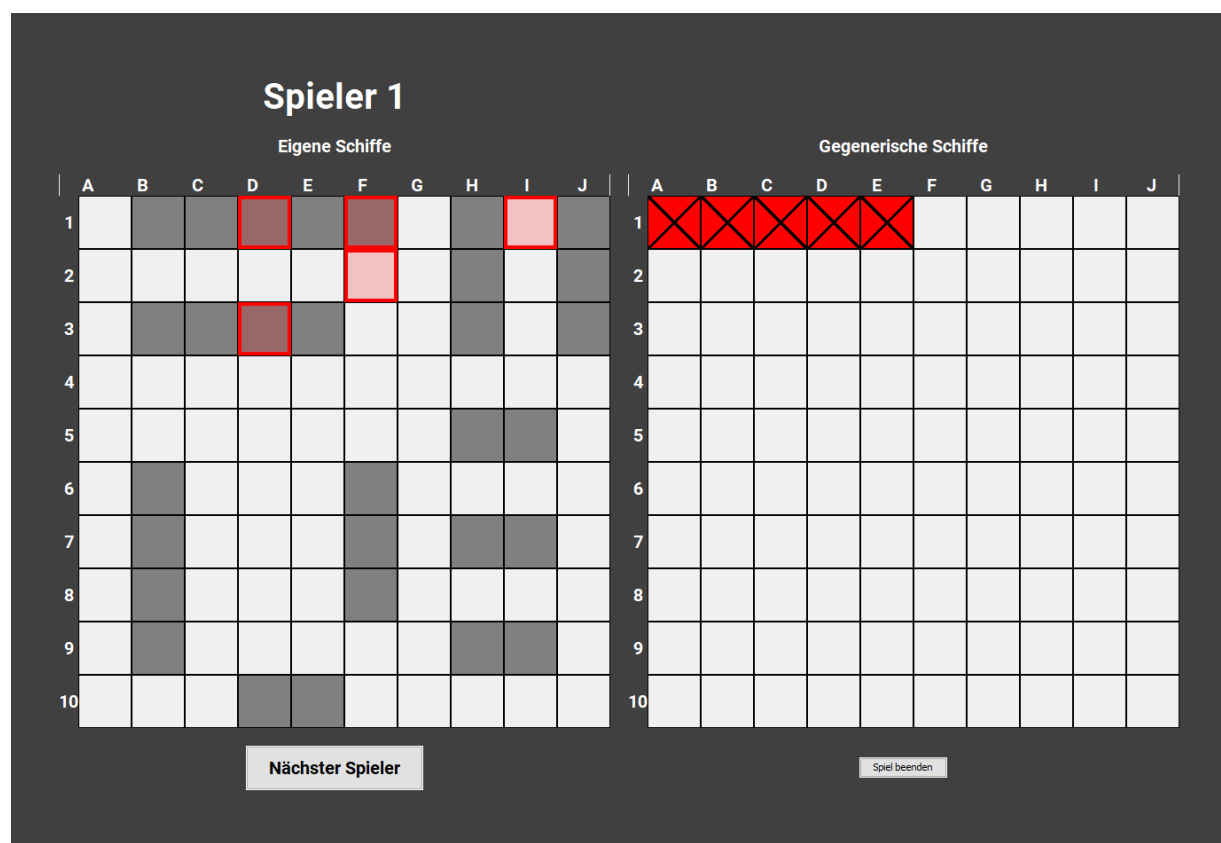 Spieler 1
Eigene Schiffe
Gegenerische Schiffe
A B C D E F G H I J
A B C D E F G H I J
1 1
2 2
3 3
4 4
5 5
6 6
7 7
8 8
9 9
10 10
Nächster Spieler
Spiel beenden